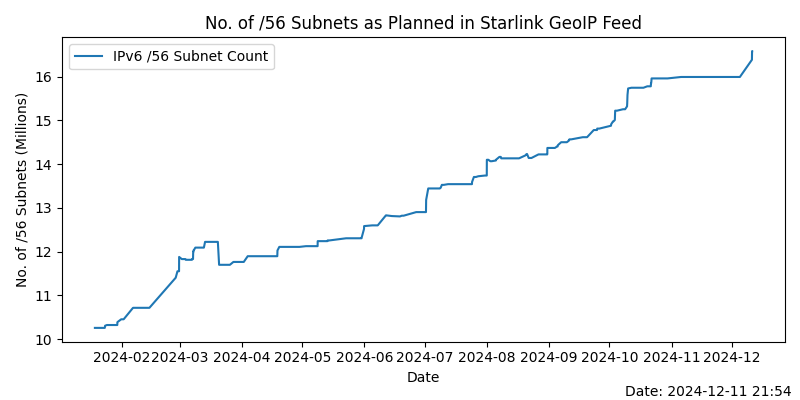 No. of /56 Subnets as Planned in Starlink GeoIP Feed
IPv6 /56 Subnet Count
No. of /56 Subnets (Millions)
16
15
14
13
12
11
10
2024-02 2024-03 2024-04 2024-05 2024-06 2024-07 2024-08 2024-09 2024-10 2024-11 2024-12
Date
Date: 2024-12-11 21:54